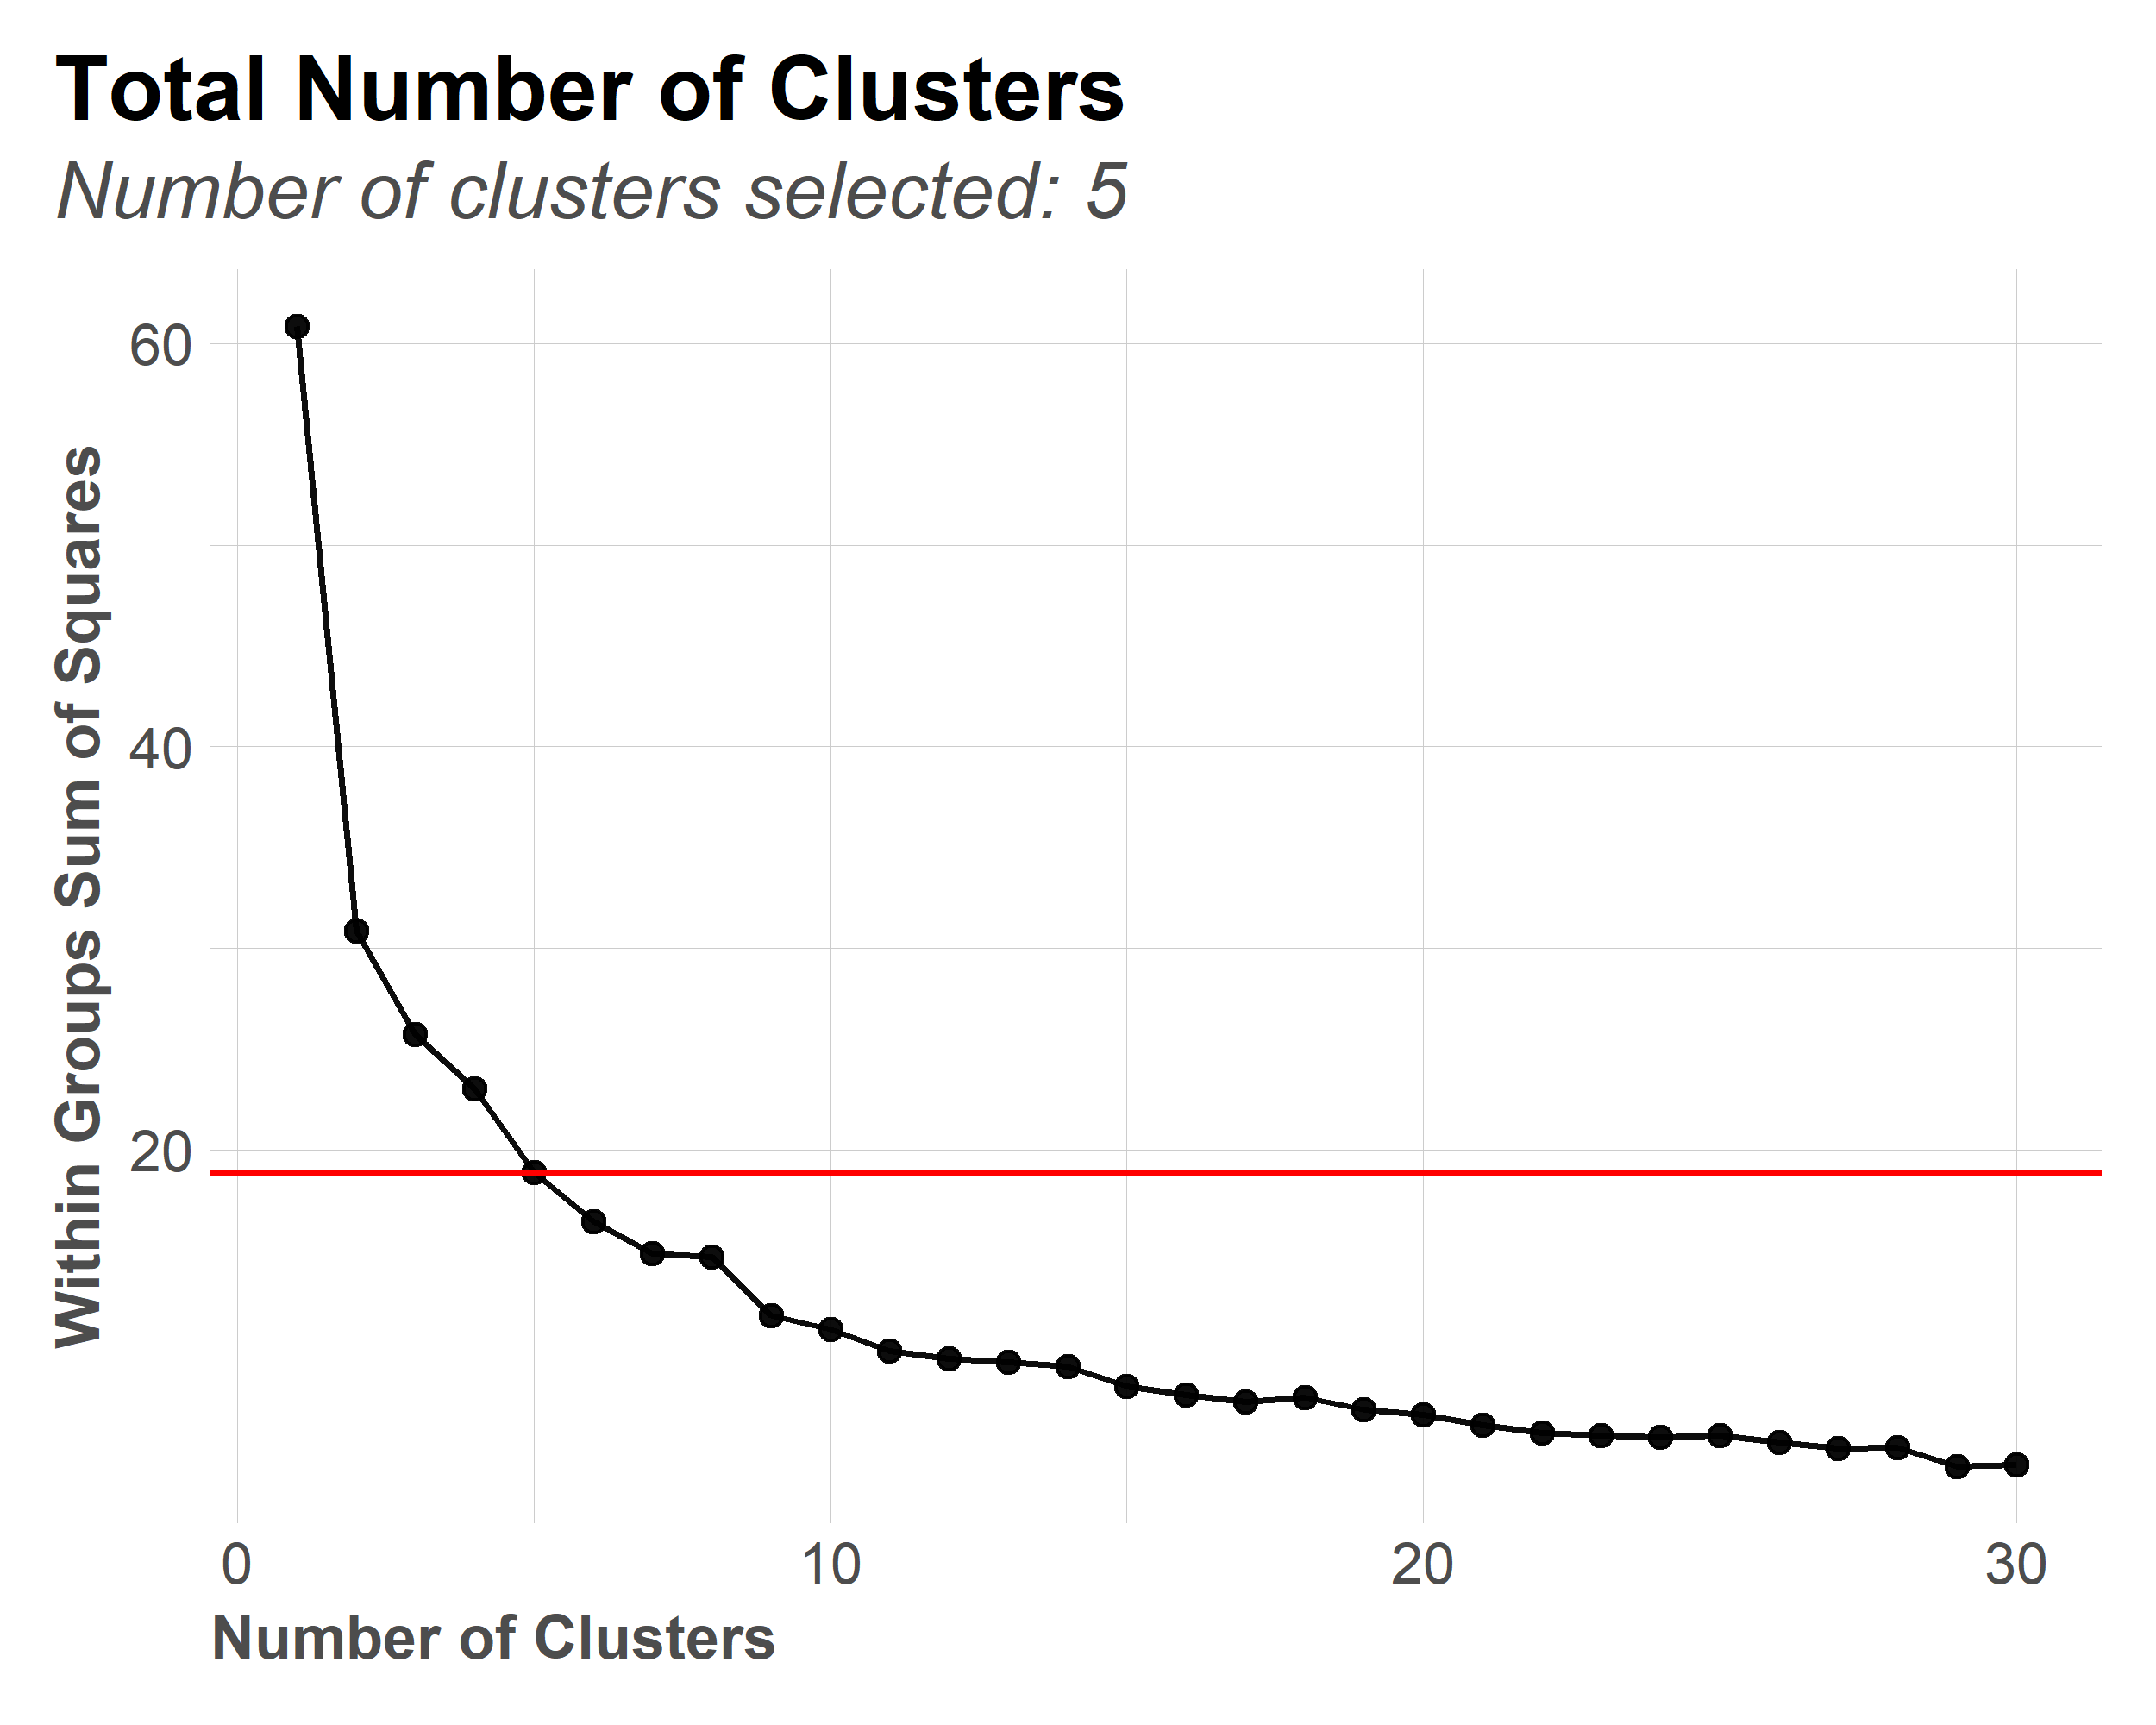 Total Number of Clusters
Number of clusters selected: 5
Within Groups Sum of Squares
60
40
20
0 10 20 30
Number of Clusters